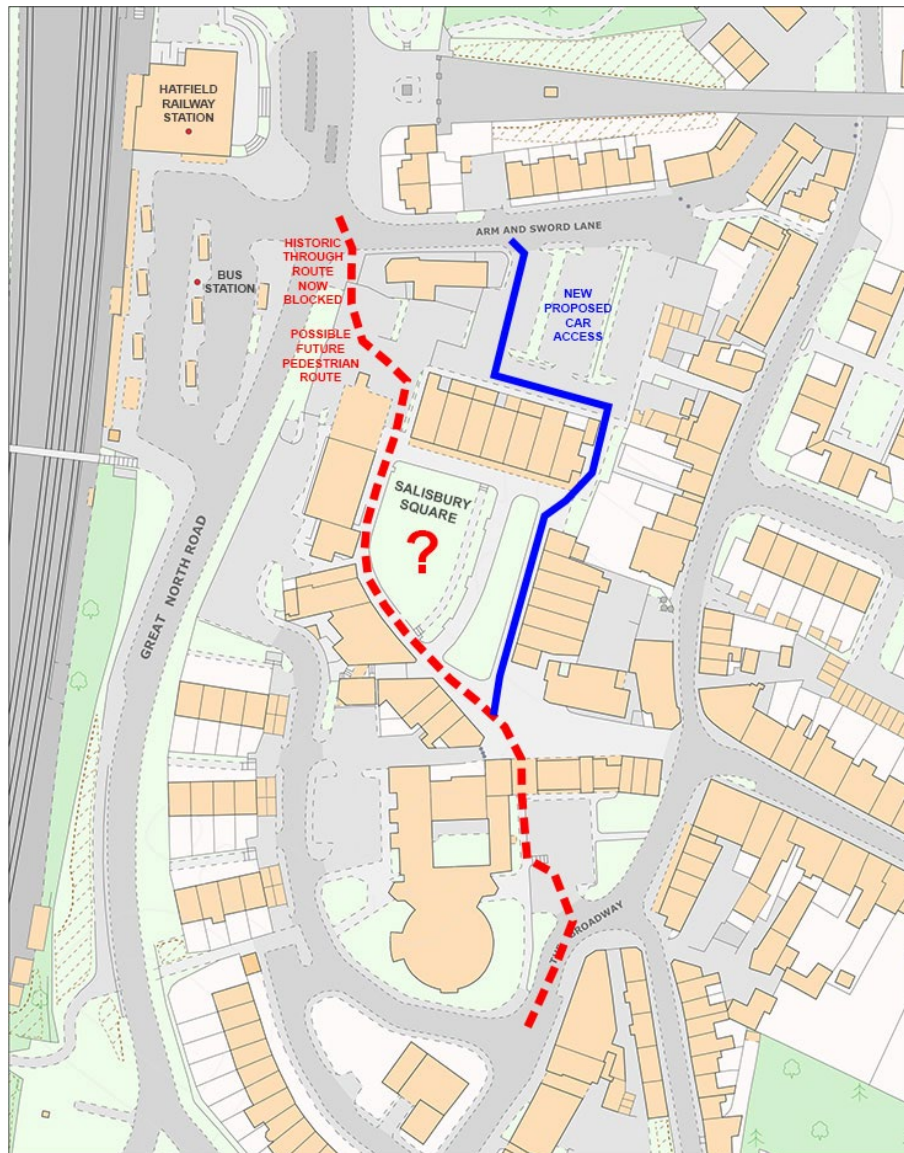 HATFIELD
RAILWAY
STATION
ARM AND SWORD LANE
HISTORIC
THROUGH
ROUTE
NOW
BLOCKED
BUS
STATION
NEW
PROPOSED
CAR
ACCESS
POSSIBLE
FUTURE
PEDESTRIAN
ROUTE
SALISBURY
SQUARE
?
GREAT NORTH ROAD
BROADWAY